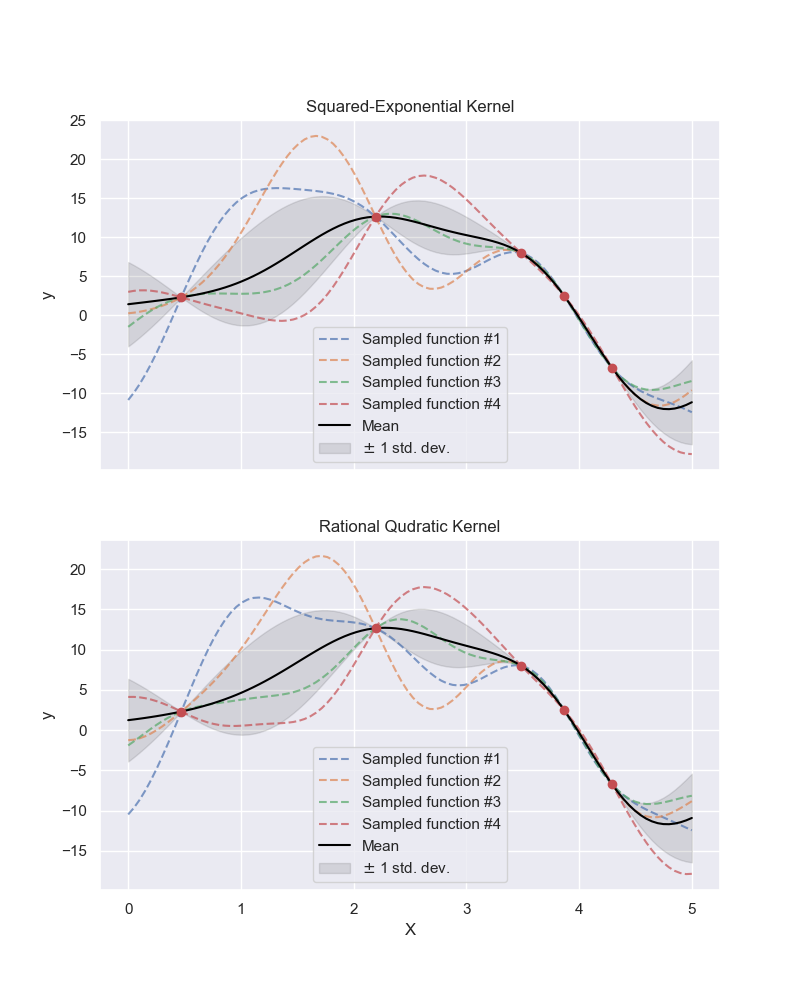 Squared-Exponential Kernel
25
20
15
10
5
0
−5
−10
−15
y
Sampled function #1
Sampled function #2
Sampled function #3
Sampled function #4
Mean
± 1 std. dev.
Rational Qudratic Kernel
20
15
10
5
0
−5
−10
−15
y
Sampled function #1
Sampled function #2
Sampled function #3
Sampled function #4
Mean
± 1 std. dev.
0 1 2 3 4 5
X